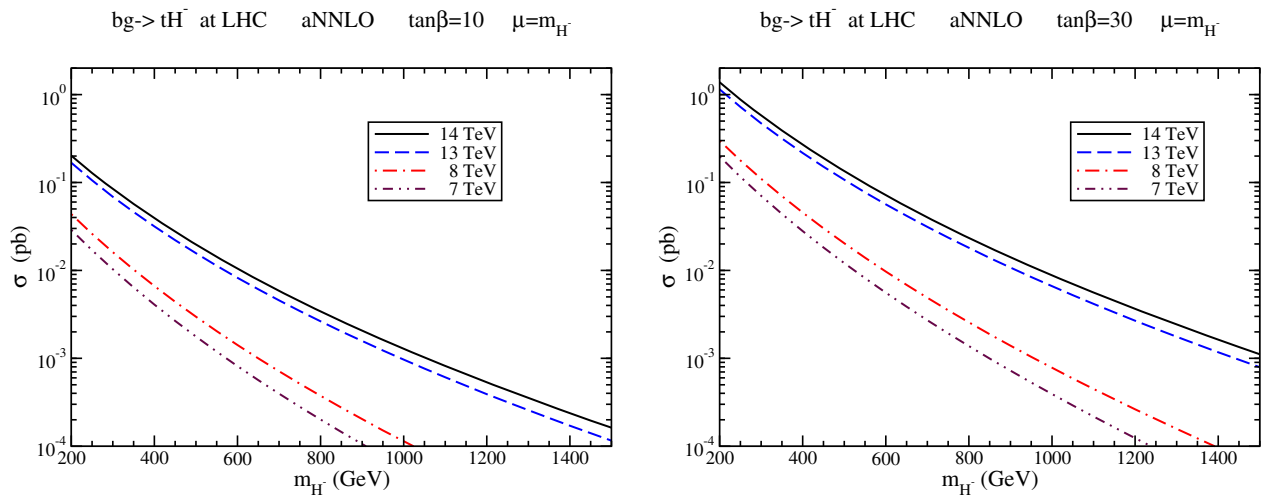 bg-> tH⁻ at LHC aNNLO tanβ=10 μ=m_H⁻
10⁰
10⁻¹
10⁻²
10⁻³
10⁻⁴
σ (pb)
14 TeV
13 TeV
8 TeV
7 TeV
200 400 600 800 1000 1200 1400
m_H⁻ (GeV)
bg-> tH⁻ at LHC aNNLO tanβ=30 μ=m_H⁻
10⁰
10⁻¹
10⁻²
10⁻³
10⁻⁴
σ (pb)
14 TeV
13 TeV
8 TeV
7 TeV
200 400 600 800 1000 1200 1400
m_H⁻ (GeV)